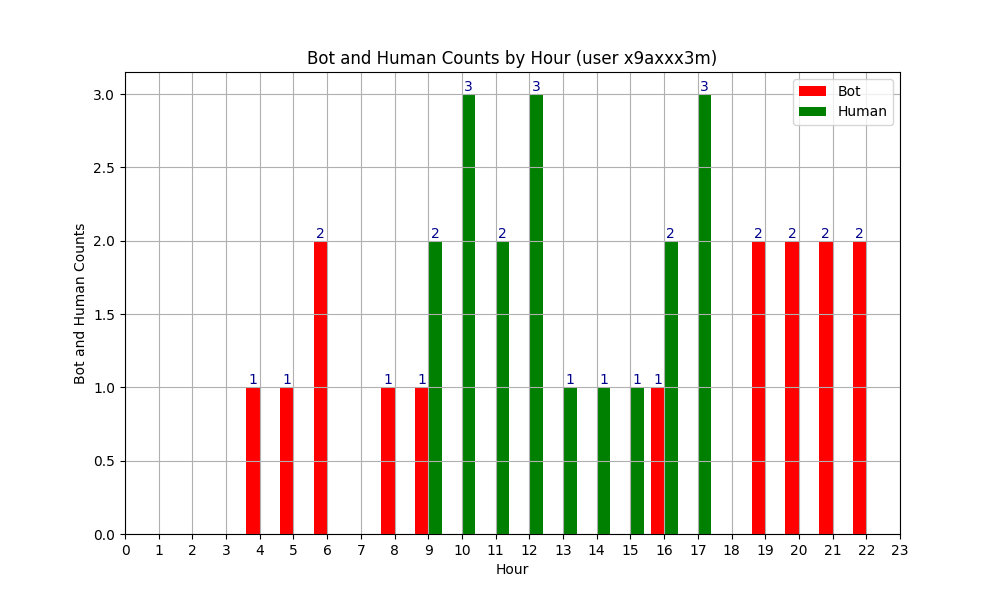 Bot and Human Counts by Hour (user x9axxx3m)
Bot
Human
Bot and Human Counts
3.0
2.5
2.0
1.5
1.0
0.5
0.0
1 1 2 1 1 2 3 2 3 1 1 1 1 2 3 2 2 2 2
0 1 2 3 4 5 6 7 8 9 10 11 12 13 14 15 16 17 18 19 20 21 22 23
Hour